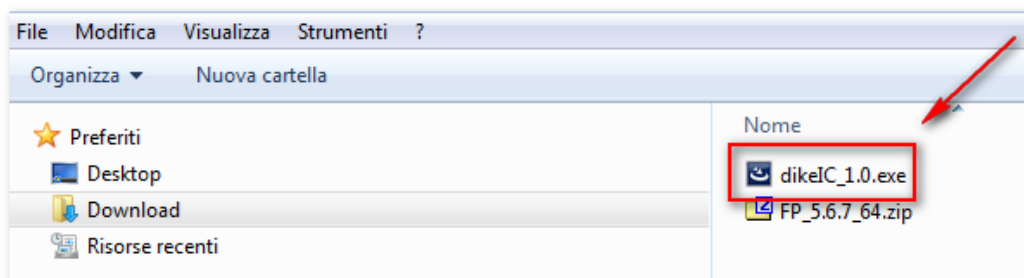 File Modifica Visualizza Strumenti ?
Organizza Nuova cartella
Preferiti
Desktop
Download
Risorse recenti
Nome
dikeIC_1.0.exe
FP_5.6.7_64.zip